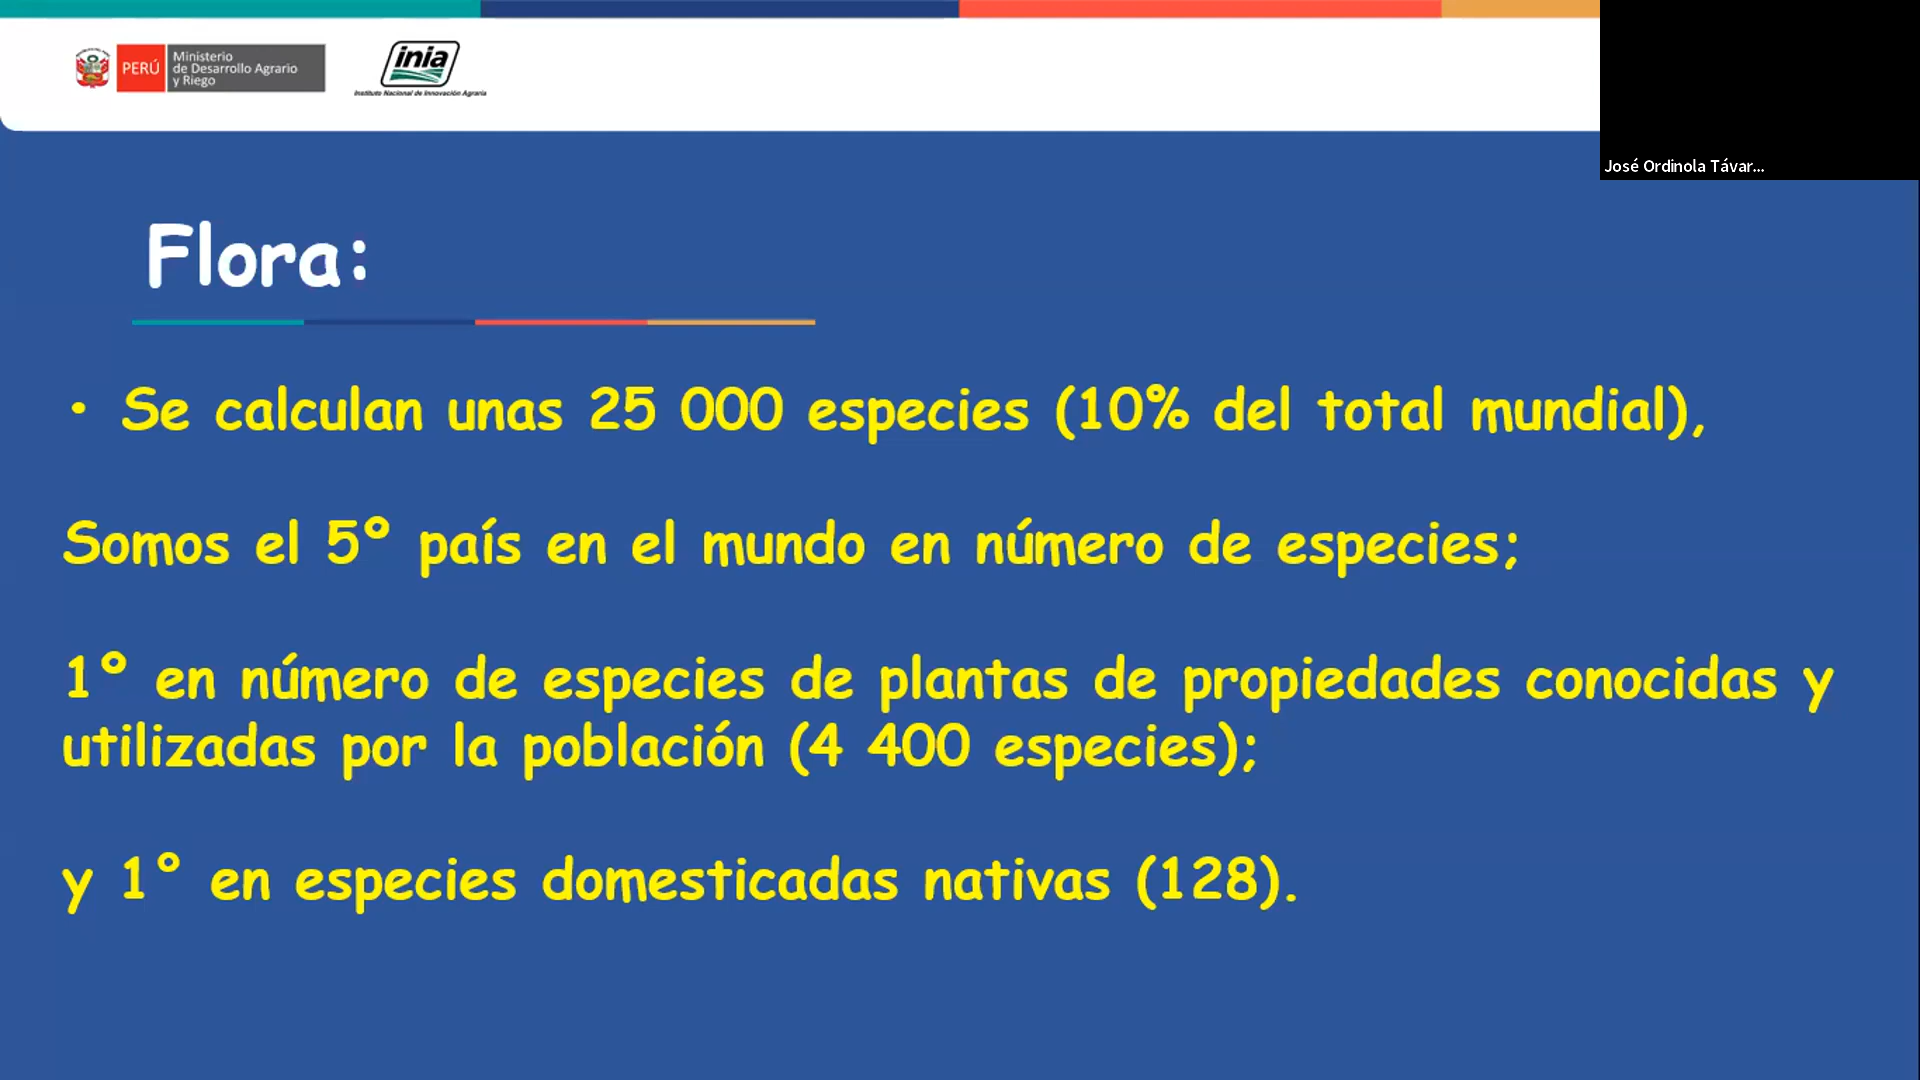 PERÚ
Ministerio
de Desarrollo Agrario
y Riego
inia
Instituto Nacional de Innovación Agraria
José Ordinola Távar...
Flora:
• Se calculan unas 25 000 especies (10% del total mundial),
Somos el 5º país en el mundo en número de especies;
1º en número de especies de plantas de propiedades conocidas y
utilizadas por la población (4 400 especies);
y 1° en especies domesticadas nativas (128).